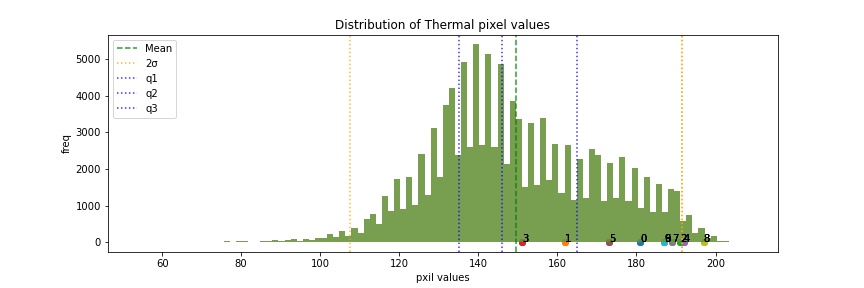 Distribution of Thermal pixel values
Mean
2σ
q1
q2
q3
freq
5000
4000
3000
2000
1000
0
3 1 5 0 7 2 4 8
60 80 100 120 140 160 180 200
pxil values